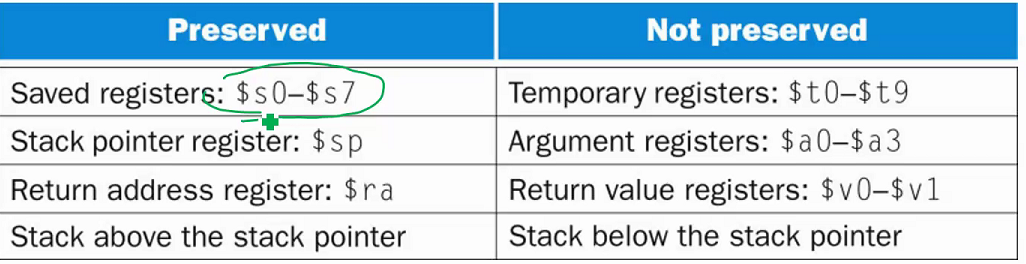 Preserved Not preserved
Saved registers: $s0–$s7 Temporary registers: $t0–$t9
Stack pointer register: $sp Argument registers: $a0–$a3
Return address register: $ra Return value registers: $v0–$v1
Stack above the stack pointer Stack below the stack pointer